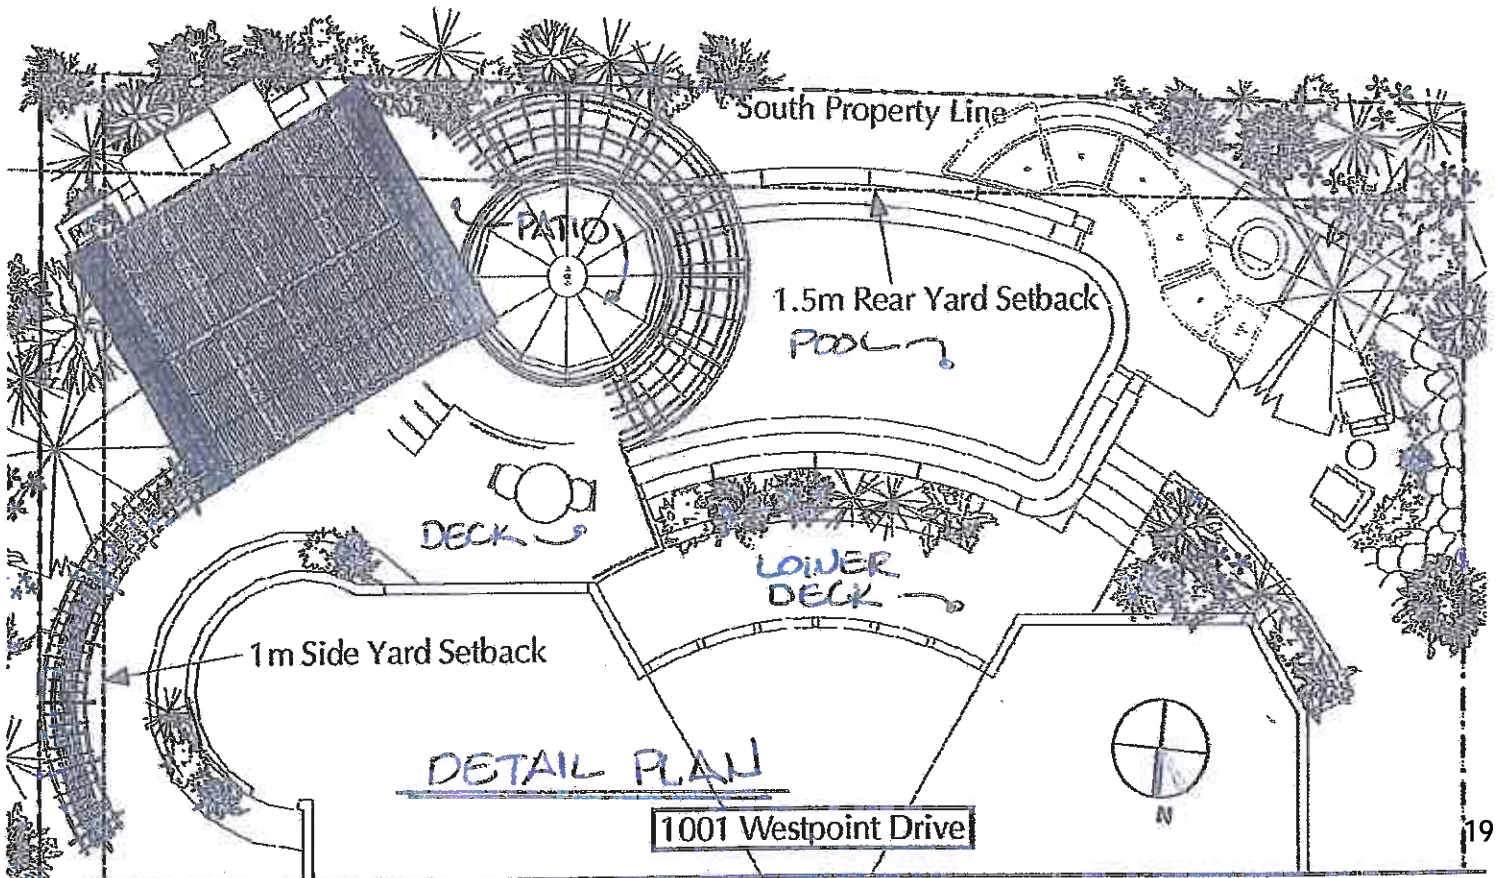 South Property Line
PATIO
1.5m Rear Yard Setback
POOL
DECK
LOWER
DECK
1m Side Yard Setback
DETAIL PLAN
N
1001 Westpoint Drive
19